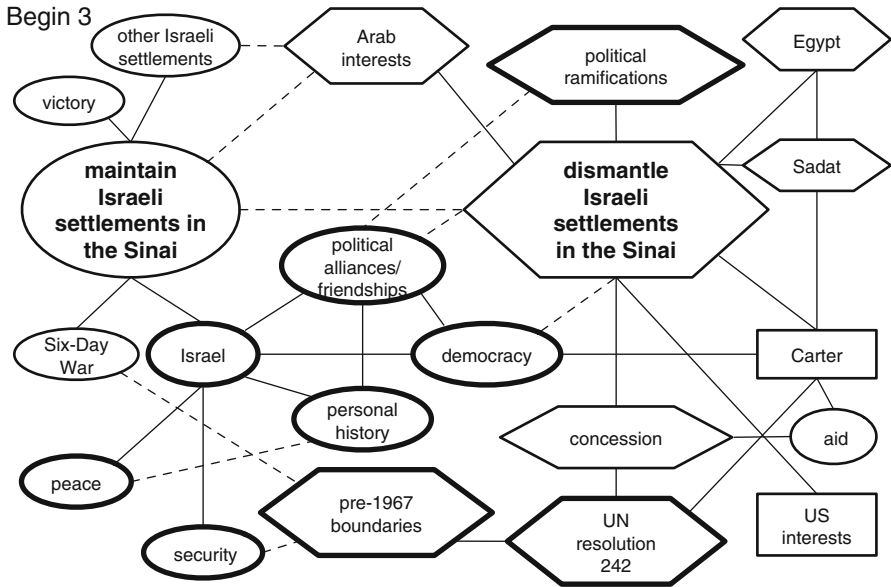 Begin 3
other Israeli
settlements
Arab
interests
political
ramifications
Egypt
victory
Sadat
maintain
Israeli
settlements in
the Sinai
dismantle
Israeli
settlements
in the Sinai
political
alliances/
friendships
Six-Day
War
Israel
democracy
Carter
personal
history
concession
aid
peace
pre-1967
boundaries
UN
resolution
242
US
interests
security